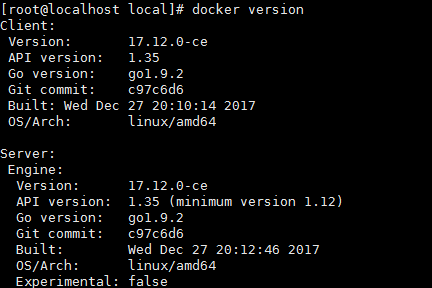 [root@localhost local]# docker version
Client:
 Version:       17.12.0-ce
 API version:   1.35
 Go version:    go1.9.2
 Git commit:    c97c6d6
 Built: Wed Dec 27 20:10:14 2017
 OS/Arch:       linux/amd64

Server:
 Engine:
  Version:      17.12.0-ce
  API version:  1.35 (minimum version 1.12)
  Go version:   go1.9.2
  Git commit:   c97c6d6
  Built:        Wed Dec 27 20:12:46 2017
  OS/Arch:      linux/amd64
  Experimental: false